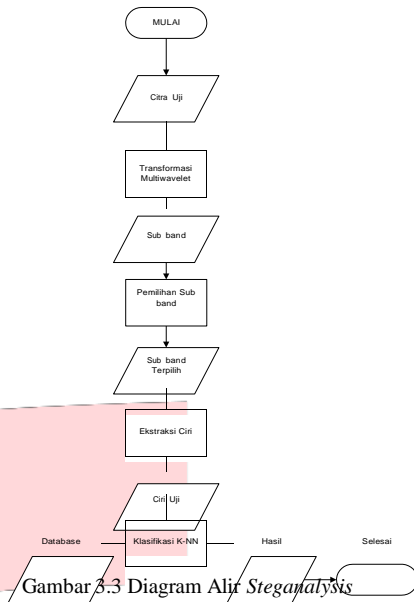 MULAI
Citra Uji
Transformasi
Multiwavelet
Sub band
Pemilihan Sub
band
Sub band
Terpilih
Ekstraksi Ciri
Ciri Uji
Database
Klasifikasi K-NN
Hasil
Selesai
Gambar 3.3 Diagram Alir Steganalysis